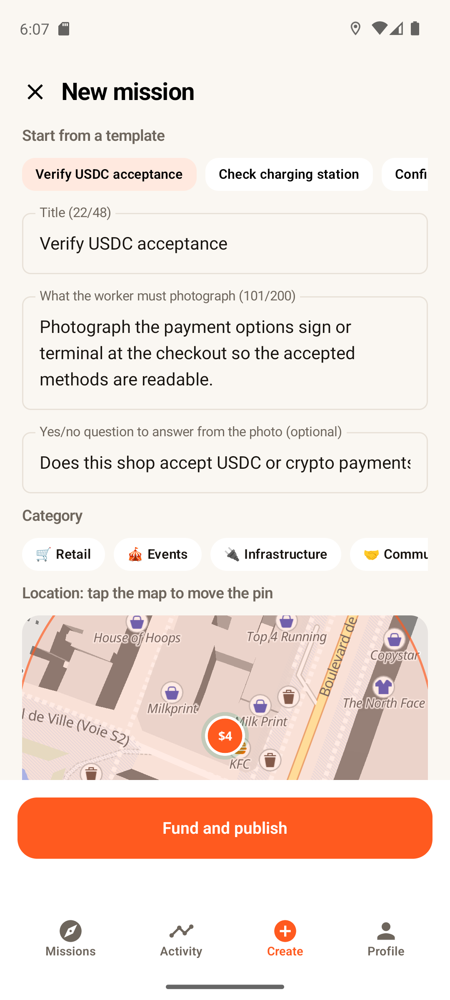 6:07
New mission
Start from a template
Verify USDC acceptance
Check charging station
Title (22/48)
Verify USDC acceptance
What the worker must photograph (101/200)
Photograph the payment options sign or
terminal at the checkout so the accepted
methods are readable.
Yes/no question to answer from the photo (optional)
Does this shop accept USDC or crypto payments
Category
🛒 Retail
🎪 Events
🔌 Infrastructure
Location: tap the map to move the pin
House of Hoops
Top 4 Running
Boulevard de
Copystar
The North Face
Milkprint
Milk Print
de Ville (Voie S2)
$4
KFC
Fund and publish
Missions
Activity
Create
Profile